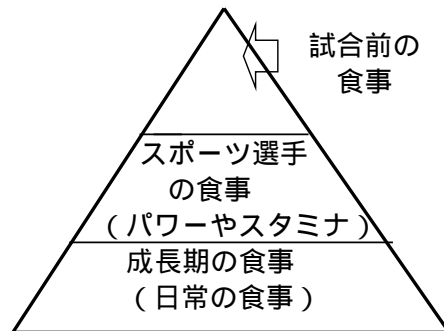 試合前の
食事
スポーツ選手
の食事
（パワーやスタミナ）
成長期の食事
（日常の食事）